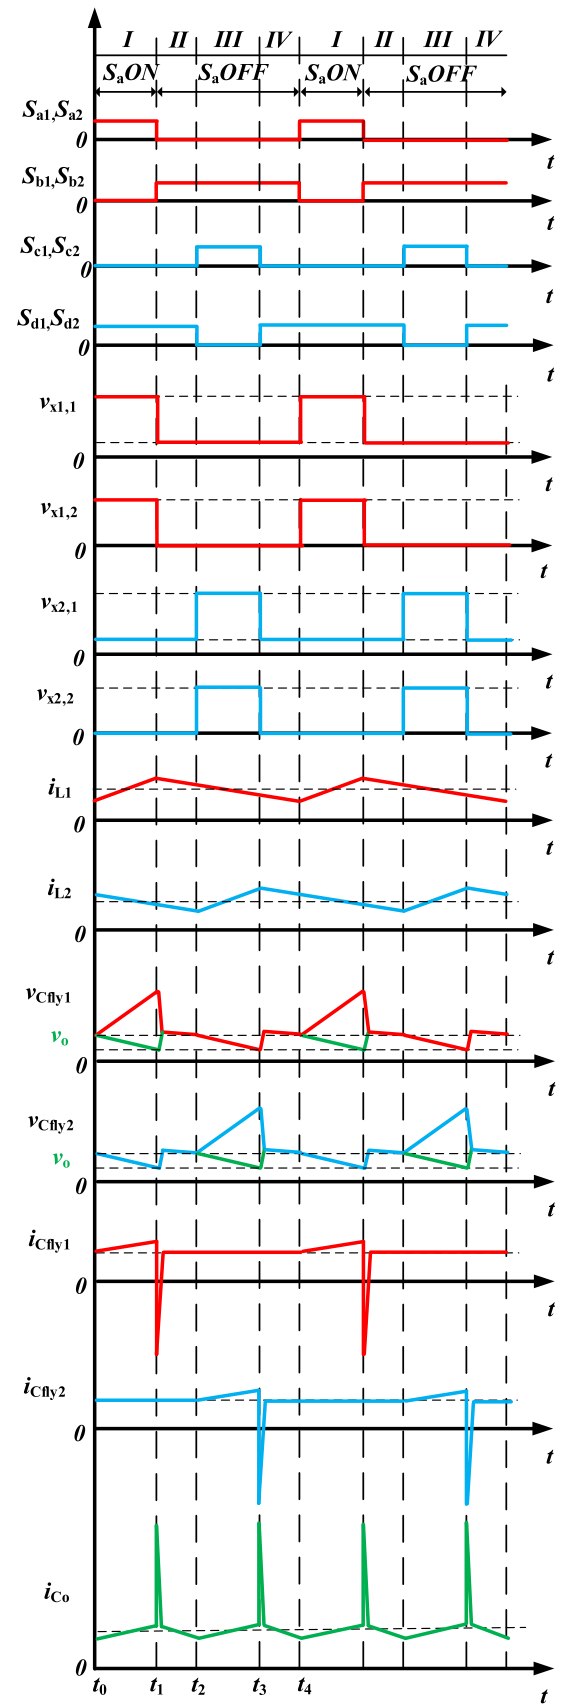 I II III IV I II III IV
SaON SaOFF SaON SaOFF
Sa1,Sa2
0
t
Sb1,Sb2
0
t
Sc1,Sc2
0
t
Sd1,Sd2
0
t
vx1,1
0
t
vx1,2
0
t
vx2,1
0
t
vx2,2
0
t
iL1
0
t
iL2
0
t
vCfly1
vo
0
t
vCfly2
vo
0
t
iCfly1
0
t
iCfly2
0
t
iCo
0
t0 t1 t2 t3 t4 t